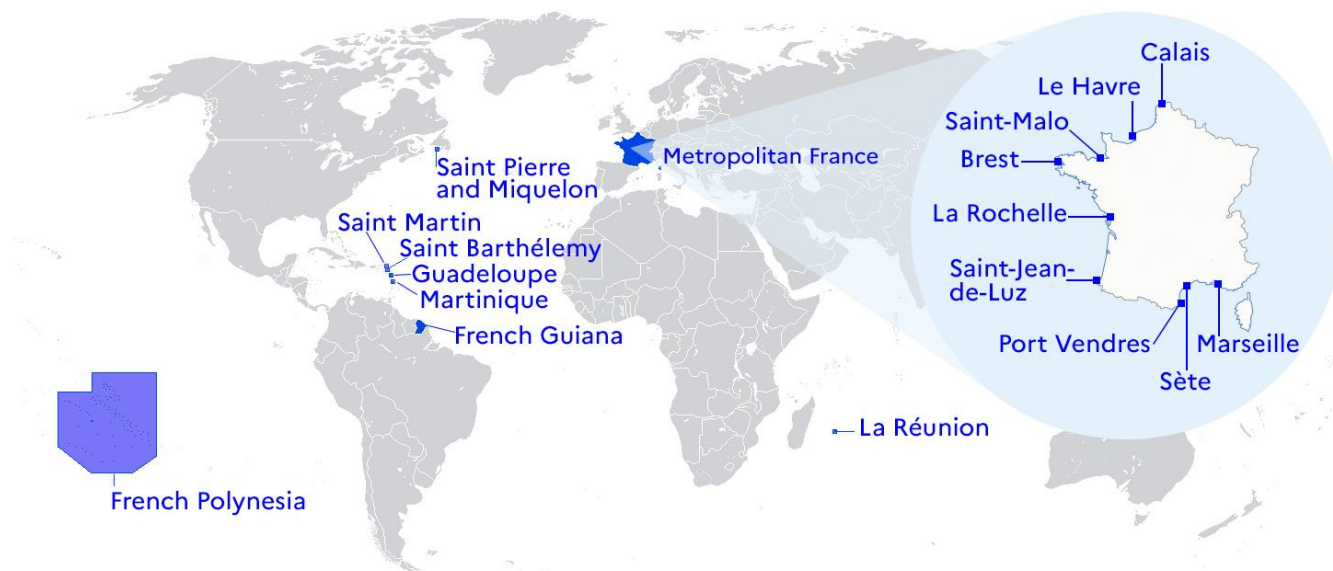 Calais
Le Havre
Saint-Malo
Brest
Metropolitan France
Saint Pierre
and Miquelon
La Rochelle
Saint Martin
Saint Barthélemy
Guadeloupe
Saint-Jean-
de-Luz
Martinique
French Guiana
Port Vendres
Marseille
Sète
La Réunion
French Polynesia